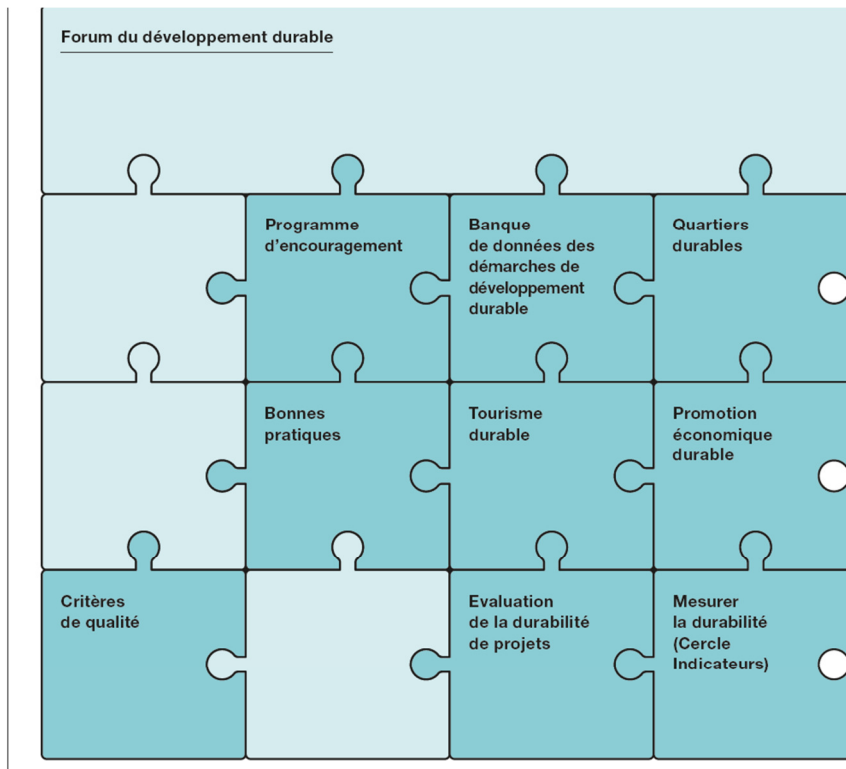 Forum du développement durable
Programme
d'encouragement
Banque
de données des
démarches de
développement
durable
Quartiers
durables
Bonnes
pratiques
Tourisme
durable
Promotion
économique
durable
Critères
de qualité
Evaluation
de la durabilité
de projets
Mesurer
la durabilité
(Cercle
Indicateurs)